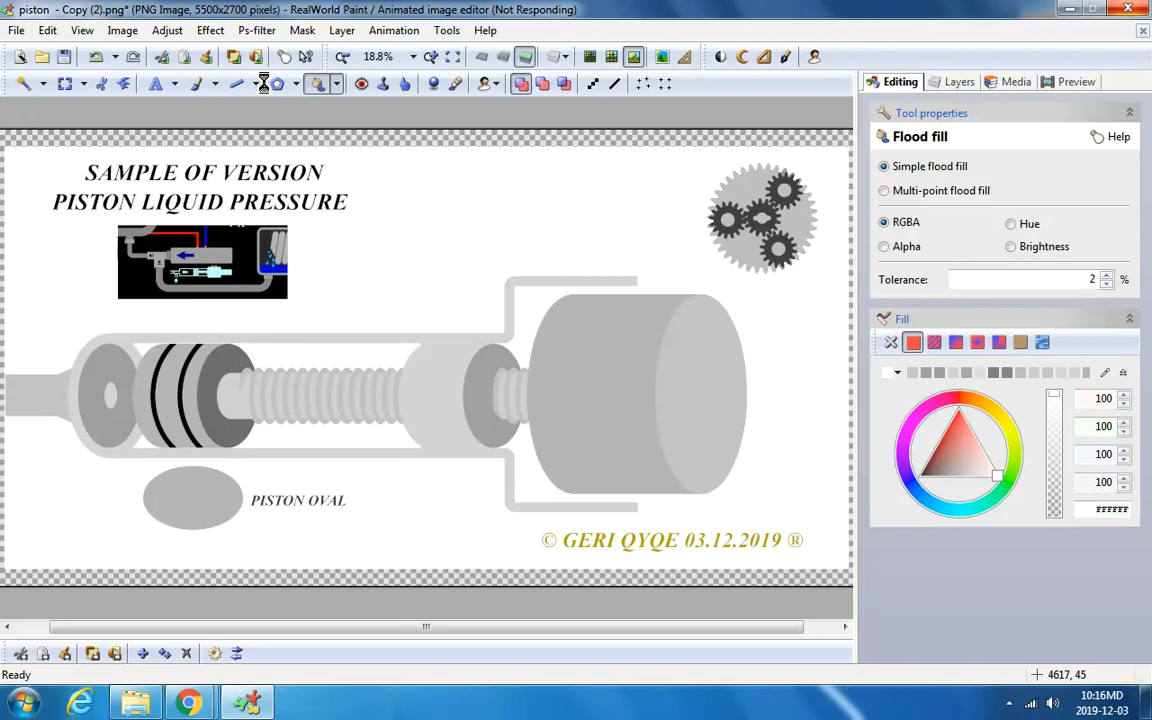 piston - Copy (2).png* (PNG Image, 5500x2700 pixels) - RealWorld Paint / Animated image editor (Not Responding)
File Edit View Image Adjust Effect Ps-filter Mask Layer Animation Tools Help
18.8%
Editing Layers Media Preview
Tool properties
Flood fill Help
Simple flood fill
Multi-point flood fill
RGBA Hue
Alpha Brightness
Tolerance: 2 %
Fill
100
100
100
100
FFFFFF
SAMPLE OF VERSION
PISTON LIQUID PRESSURE
PISTON OVAL
© GERI QYQE 03.12.2019 ®
Ready 4617, 45
10:16MD
2019-12-03